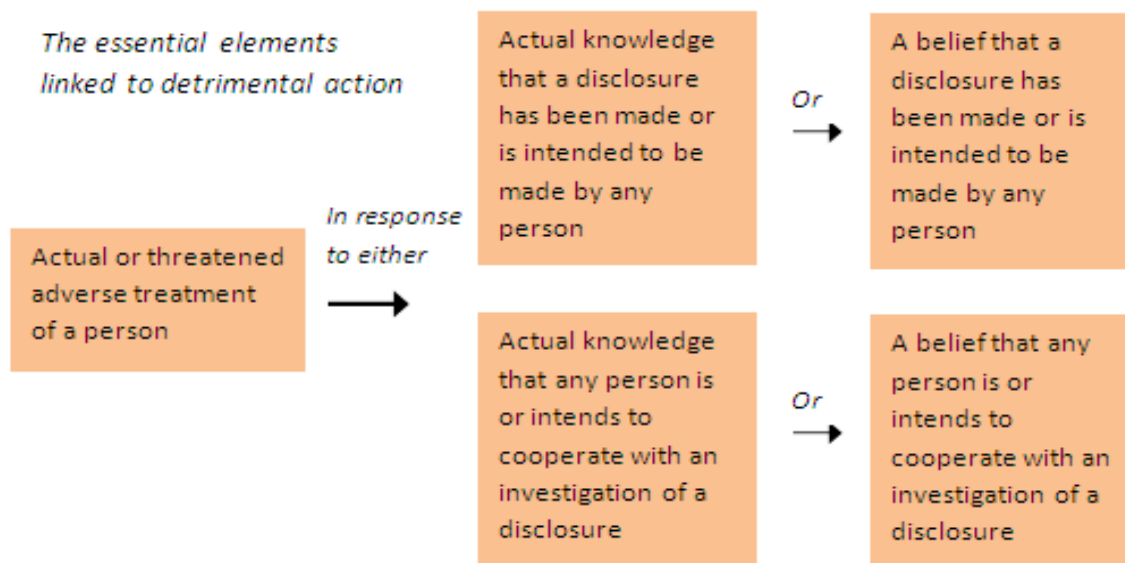 The essential elements
linked to detrimental action
Actual or threatened
adverse treatment
of a person
In response
to either
Actual knowledge
that a disclosure
has been made or
is intended to be
made by any
person
Or
A belief that a
disclosure has
been made or is
intended to be
made by any
person
Actual knowledge
that any person is
or intends to
cooperate with an
investigation of a
disclosure
Or
A belief that any
person is or
intends to
cooperate with an
investigation of a
disclosure